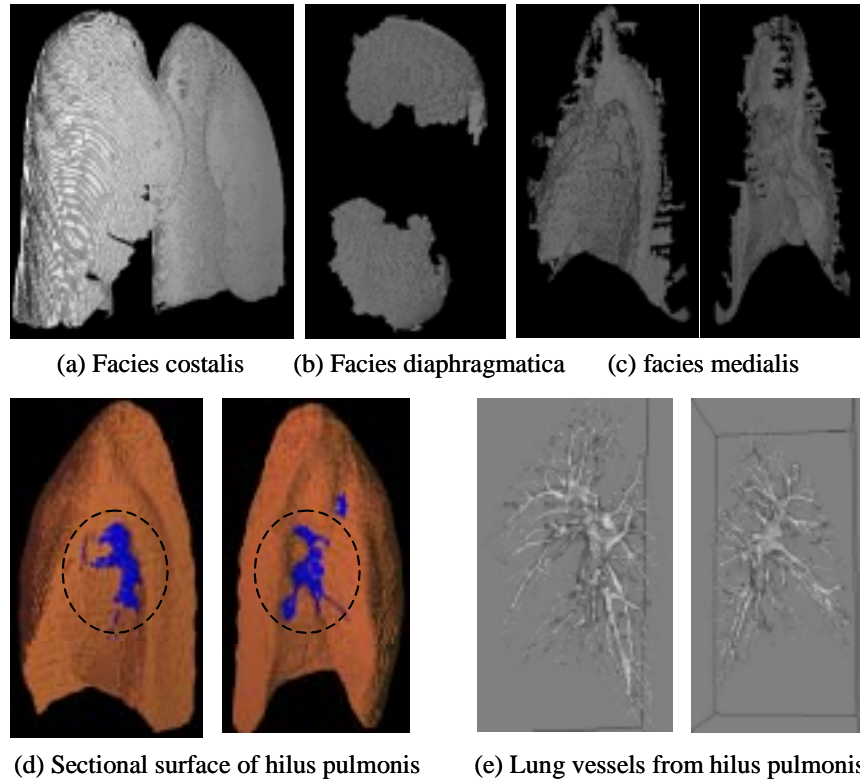 (a) Facies costalis
(b) Facies diaphragmatica
(c) facies medialis
(d) Sectional surface of hilus pulmonis
(e) Lung vessels from hilus pulmonis